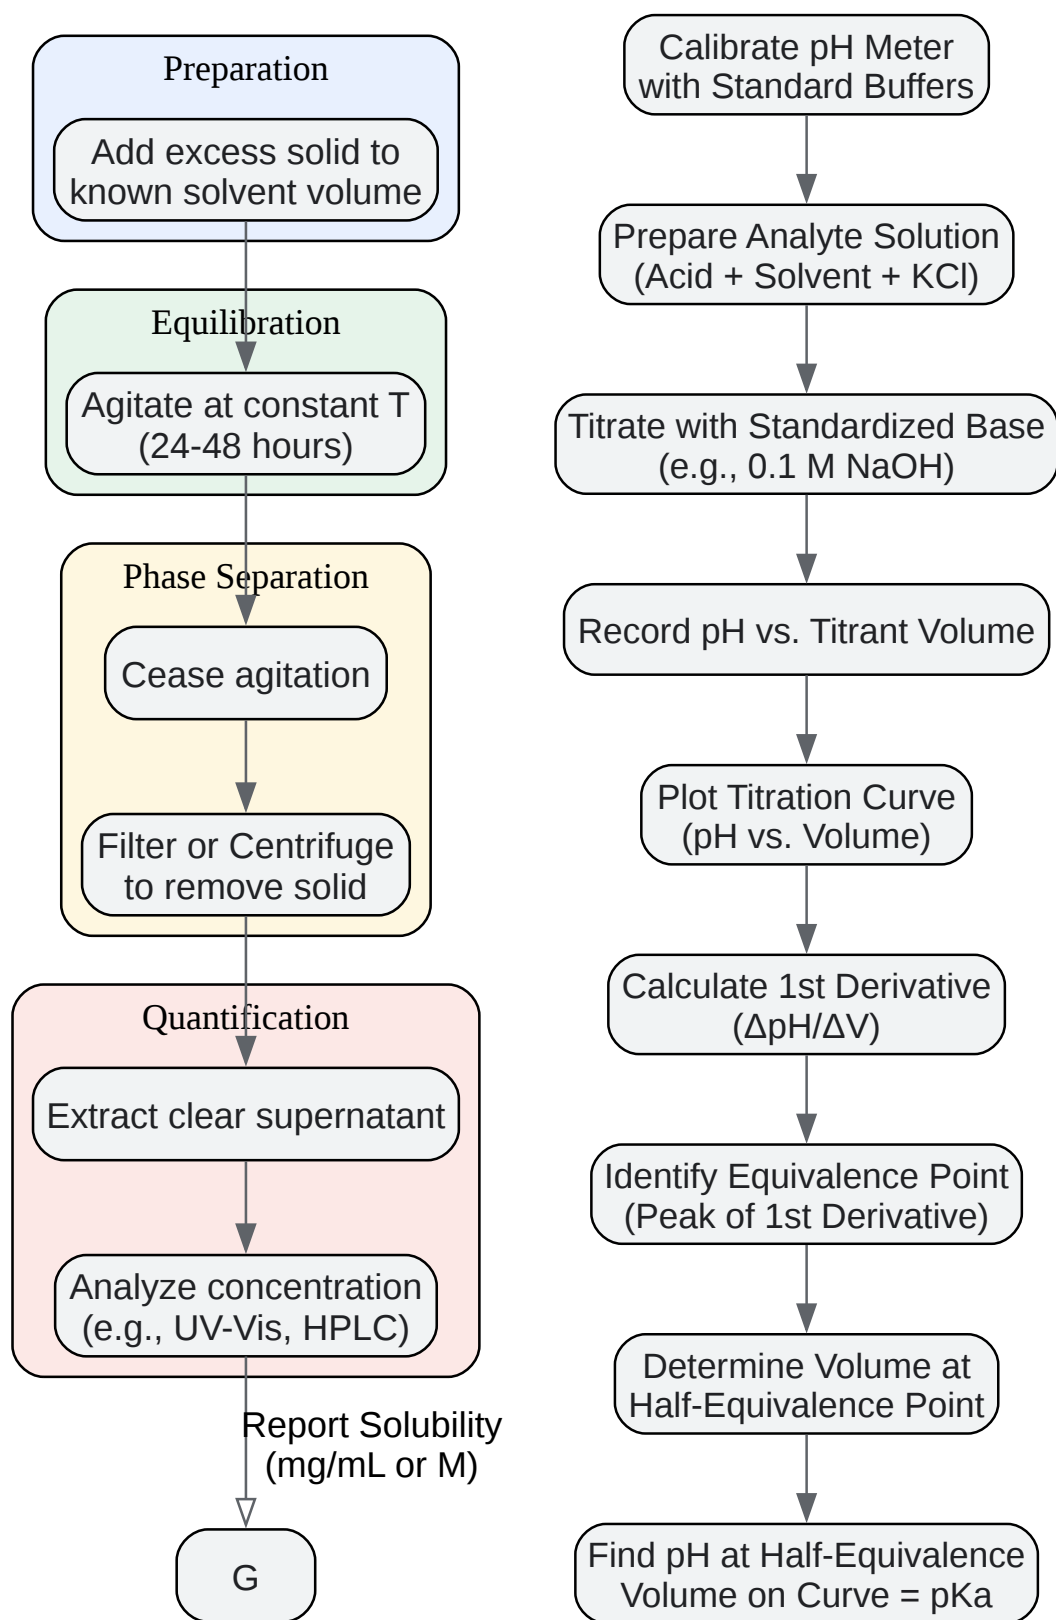 Preparation
Add excess solid to
known solvent volume
Equilibration
Agitate at constant T
(24-48 hours)
Phase Separation
Cease agitation
Filter or Centrifuge
to remove solid
Quantification
Extract clear supernatant
Analyze concentration
(e.g., UV-Vis, HPLC)
Report Solubility
(mg/mL or M)
G
Calibrate pH Meter
with Standard Buffers
Prepare Analyte Solution
(Acid + Solvent + KCl)
Titrate with Standardized Base
(e.g., 0.1 M NaOH)
Record pH vs. Titrant Volume
Plot Titration Curve
(pH vs. Volume)
Calculate 1st Derivative
(ΔpH/ΔV)
Identify Equivalence Point
(Peak of 1st Derivative)
Determine Volume at
Half-Equivalence Point
Find pH at Half-Equivalence
Volume on Curve = pKa